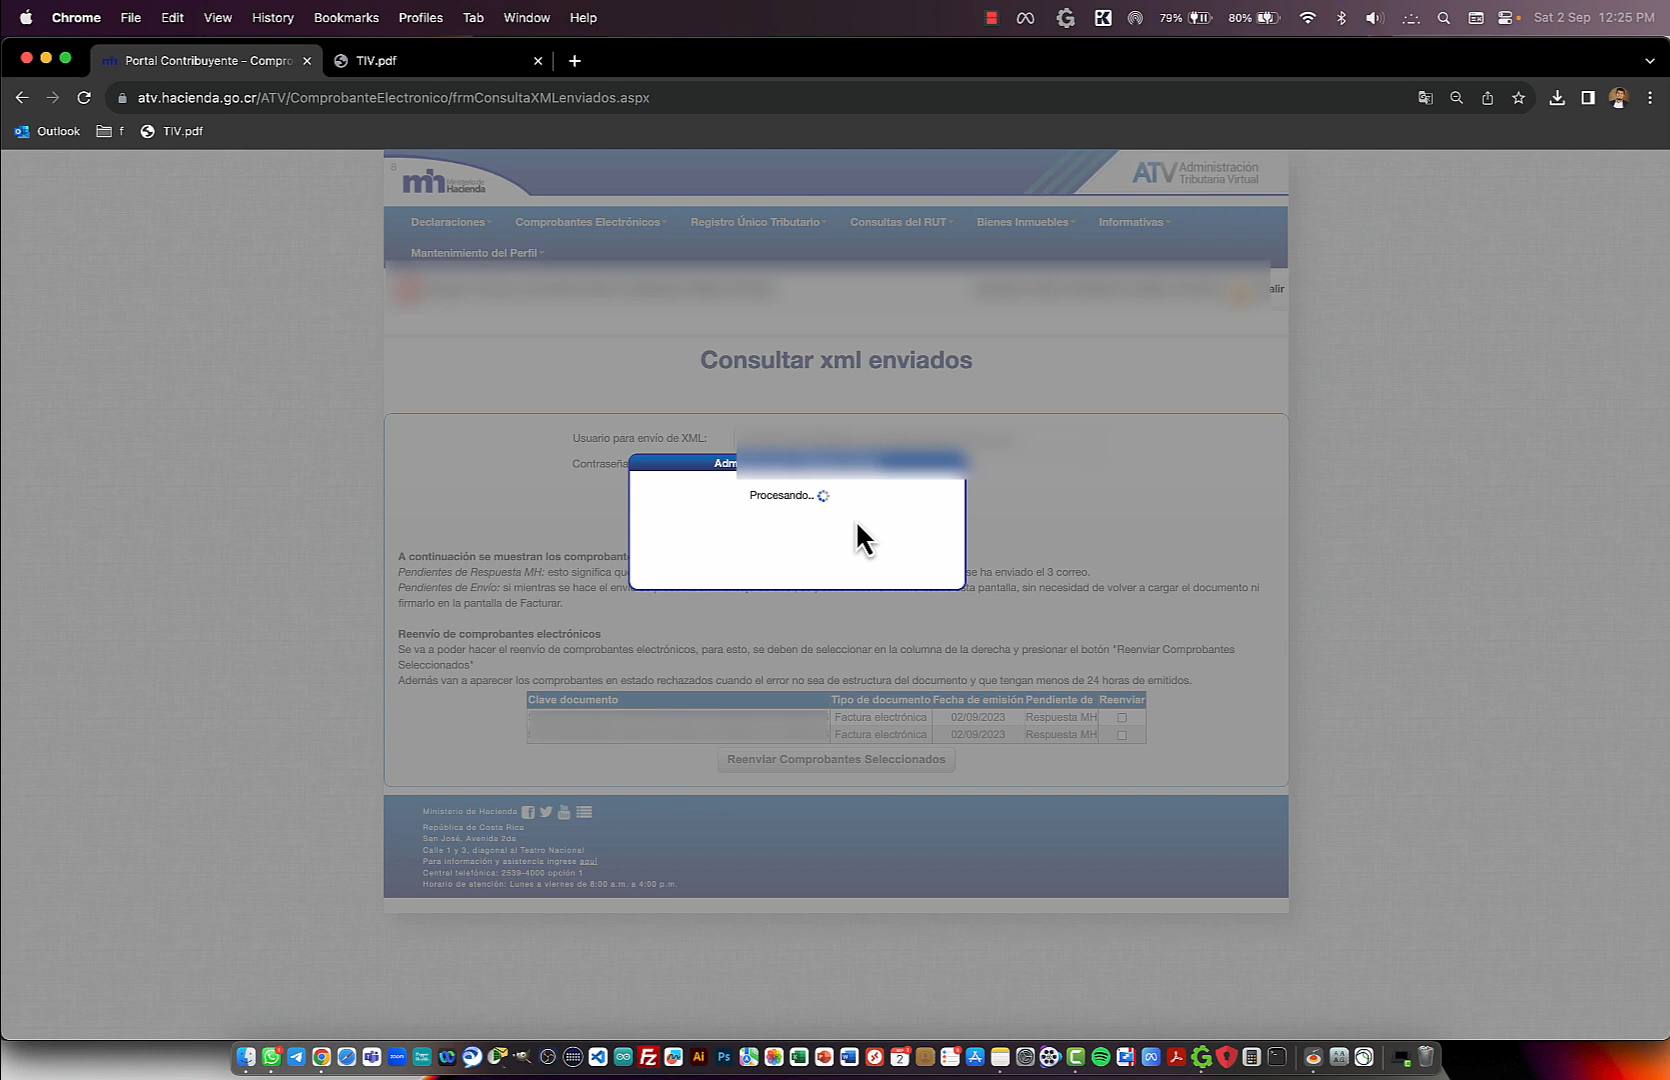 Chrome File Edit View History Bookmarks Profiles Tab Window Help
79% 80% Sat 2 Sep 12:25 PM
Portal Contribuyente – Compro
TIV.pdf
atv.hacienda.go.cr/ATV/ComprobanteElectronico/frmConsultaXMLenviados.aspx
Outlook f TIV.pdf
8
Ministerio de
Hacienda
ATV Administración
Tributaria Virtual
Declaraciones Comprobantes Electrónicos Registro Único Tributario Consultas del RUT Bienes Inmuebles Informativas
Mantenimiento del Perfil
alir
Consultar xml enviados
Usuario para envío de XML:
Contraseña
Adm
Procesando..
A continuación se muestran los comprobant
Pendientes de Respuesta MH: esto significa que
se ha enviado el 3 correo.
Pendientes de Envío: si mientras se hace el envi
ta pantalla, sin necesidad de volver a cargar el documento ni
firmarlo en la pantalla de Facturar.
Reenvío de comprobantes electrónicos
Se va a poder hacer el reenvío de comprobantes electrónicos, para esto, se deben de seleccionar en la columna de la derecha y presionar el botón "Reenviar Comprobantes
Seleccionados"
Además van a aparecer los comprobantes en estado rechazados cuando el error no sea de estructura del documento y que tengan menos de 24 horas de emitidos.
Clave documento Tipo de documento Fecha de emisión Pendiente de Reenviar
Factura electrónica 02/09/2023 Respuesta MH
Factura electrónica 02/09/2023 Respuesta MH
Reenviar Comprobantes Seleccionados
Ministerio de Hacienda
República de Costa Rica
San José, Avenida 2da
Calle 1 y 3, diagonal al Teatro Nacional
Para información y asistencia ingrese aquí
Central telefónica: 2539-4000 opción 1
Horario de atención: Lunes a viernes de 8:00 a.m. a 4:00 p.m.